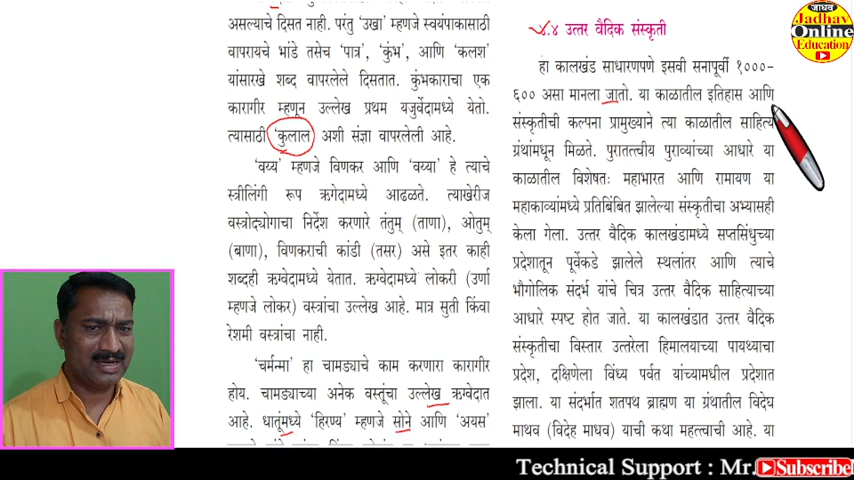 असल्याचे दिसत नाही. परंतु 'उखा' म्हणजे स्वयंपाकासाठी
वापरायचे भांडे तसेच 'पात्र', 'कुंभ', आणि 'कलश'
यांसारखे शब्द वापरलेले दिसतात. कुंभकाराचा एक
कारागीर म्हणून उल्लेख प्रथम यजुर्वेदामध्ये येतो.
त्यासाठी 'कुलाल' अशी संज्ञा वापरलेली आहे.
'वय्य' म्हणजे विणकर आणि 'वय्या' हे त्याचे
स्त्रीलिंगी रूप ऋगेदामध्ये आढळते. त्याखेरीज
वस्त्रोद्योगाचा निर्देश करणारे तंतुम् (ताणा), ओतुम्
(बाणा), विणकराची कांडी (तसर) असे इतर काही
शब्दही ऋग्वेदामध्ये येतात. ऋग्वेदामध्ये लोकरी (उर्णा
म्हणजे लोकर) वस्त्रांचा उल्लेख आहे. मात्र सुती किंवा
रेशमी वस्त्रांचा नाही.
'चर्मन्मा' हा चामड्याचे काम करणारा कारागीर
होय. चामड्याच्या अनेक वस्तूंचा उल्लेख ऋग्वेदात
आहे. धातूंमध्ये 'हिरण्य' म्हणजे सोने आणि 'अयस'
४.४ उत्तर वैदिक संस्कृती
हा कालखंड साधारणपणे इसवी सनापूर्वी १०००-
६०० असा मानला जातो. या काळातील इतिहास आणि
संस्कृतीची कल्पना प्रामुख्याने त्या काळातील साहित्य
ग्रंथांमधून मिळते. पुरातत्त्वीय पुराव्यांच्या आधारे या
काळातील विशेषतः महाभारत आणि रामायण या
महाकाव्यांमध्ये प्रतिबिंबित झालेल्या संस्कृतीचा अभ्यासही
केला गेला. उत्तर वैदिक कालखंडामध्ये सप्तसिंधुच्या
प्रदेशातून पूर्वेकडे झालेले स्थलांतर आणि त्याचे
भौगोलिक संदर्भ यांचे चित्र उत्तर वैदिक साहित्याच्या
आधारे स्पष्ट होत जाते. या कालखंडात उत्तर वैदिक
संस्कृतीचा विस्तार उत्तरेला हिमालयाच्या पायथ्याचा
प्रदेश, दक्षिणेला विंध्य पर्वत यांच्यामधील प्रदेशात
झाला. या संदर्भात शतपथ ब्राह्मण या ग्रंथातील विदेघ
माथव (विदेह माधव) याची कथा महत्त्वाची आहे. या
जाधव
Jadhav
Online
Education
Technical Support : Mr.
Subscribe